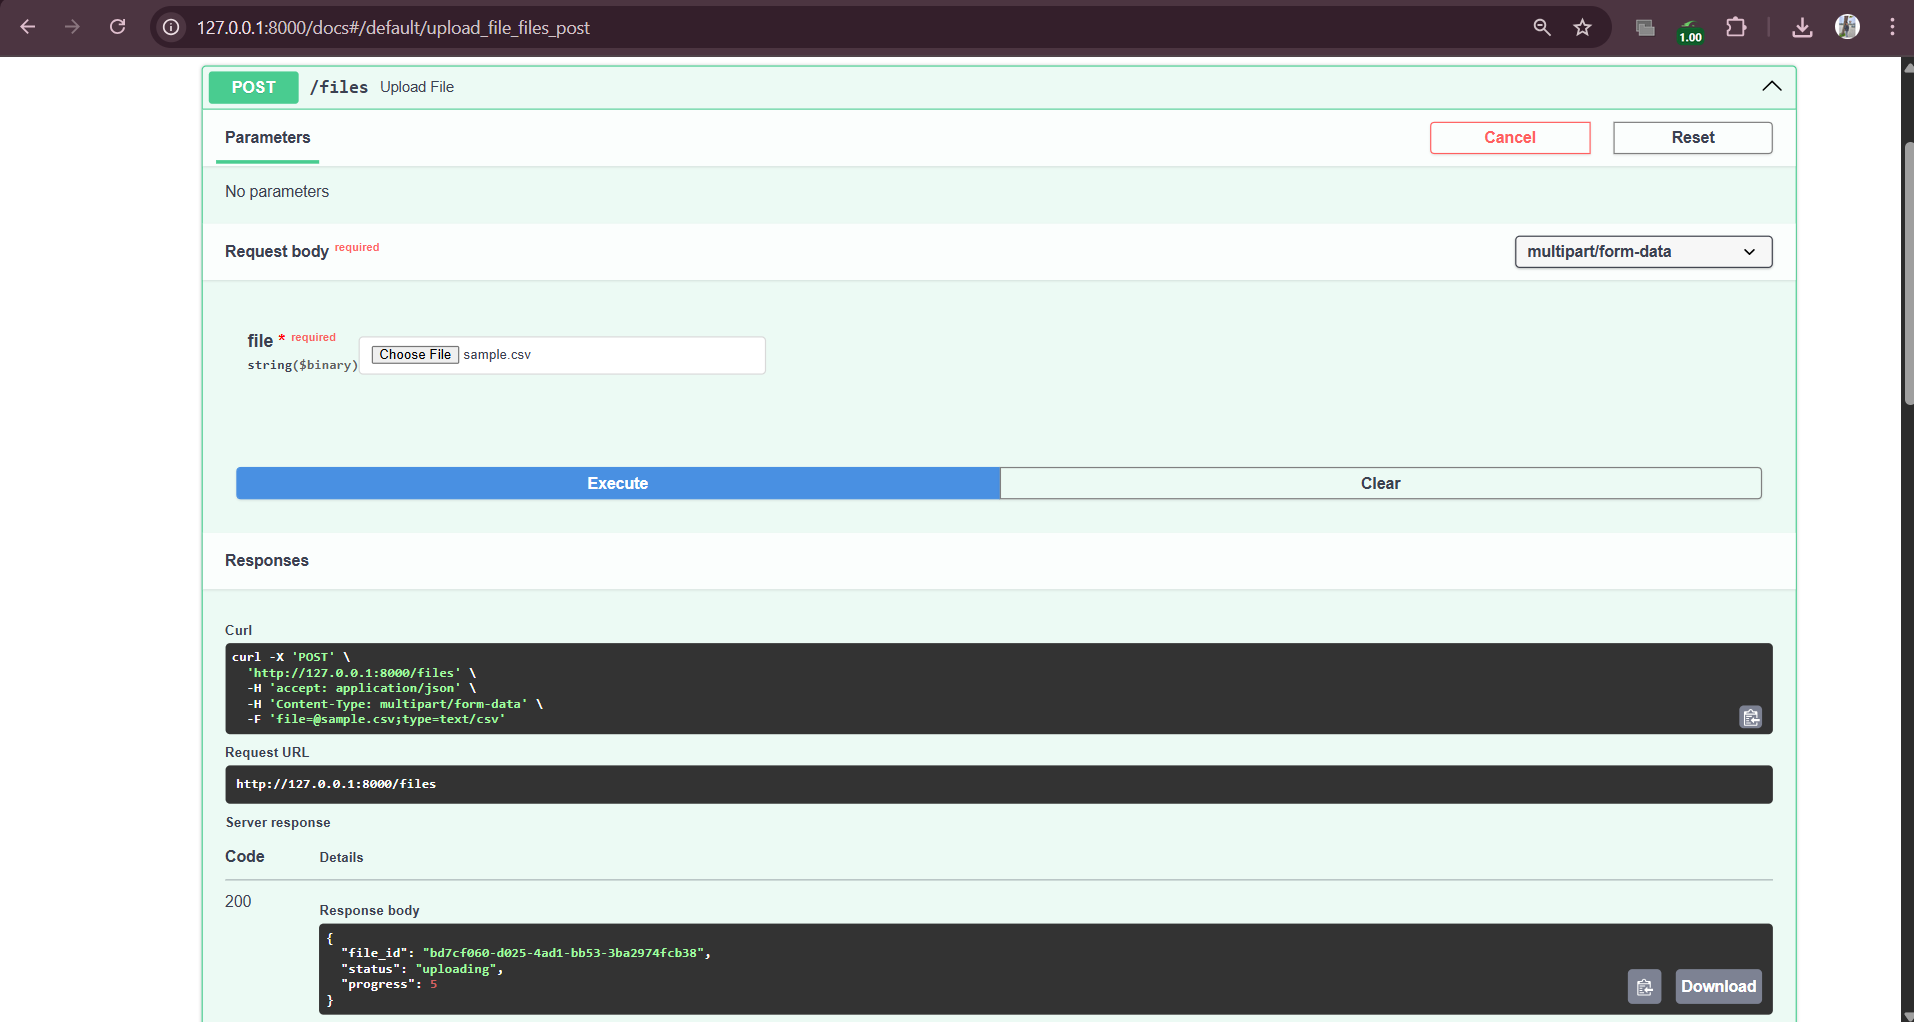 127.0.0.1:8000/docs#/default/upload_file_files_post
1.00
POST /files Upload File
Parameters
Cancel
Reset
No parameters
Request body required
multipart/form-data
file * required
string($binary)
Choose File sample.csv
Execute
Clear
Responses
Curl
curl -X 'POST' \
  'http://127.0.0.1:8000/files' \
  -H 'accept: application/json' \
  -H 'Content-Type: multipart/form-data' \
  -F 'file=@sample.csv;type=text/csv'
Request URL
http://127.0.0.1:8000/files
Server response
Code Details
200
Response body
{
  "file_id": "bd7cf060-d025-4ad1-bb53-3ba2974fcb38",
  "status": "uploading",
  "progress": 5
}
Download